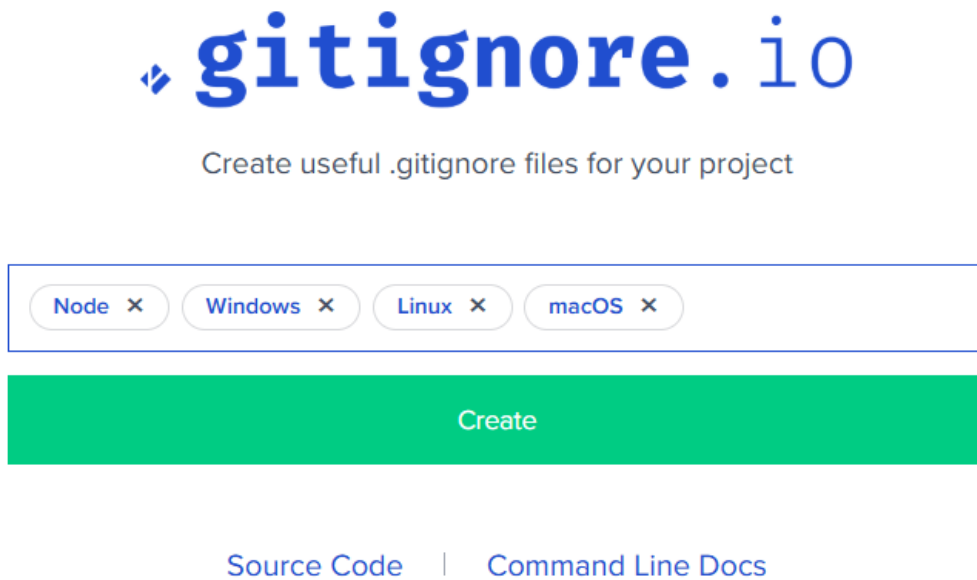 .gitignore.io
Create useful .gitignore files for your project
Node × Windows × Linux × macOS ×
Create
Source Code | Command Line Docs